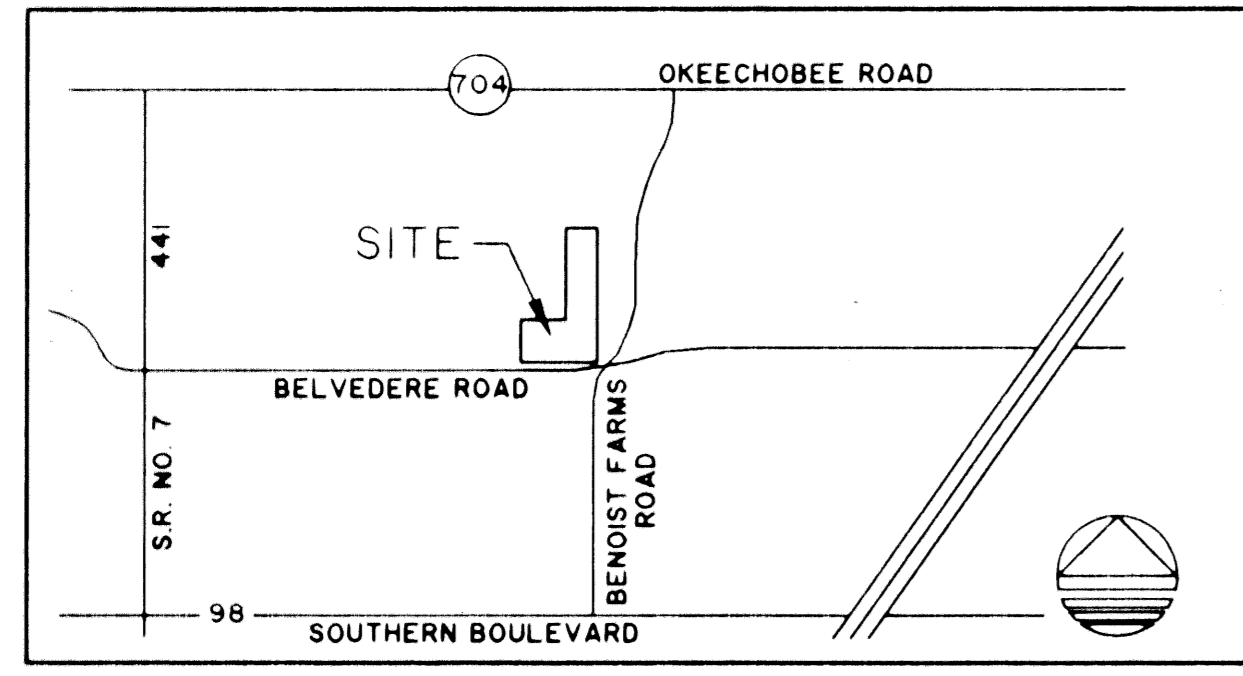 OKEECHOBEE ROAD
704
441
SITE
BELVEDERE ROAD
S.R. NO. 7
BENOIST FARMS
ROAD
98
SOUTHERN BOULEVARD